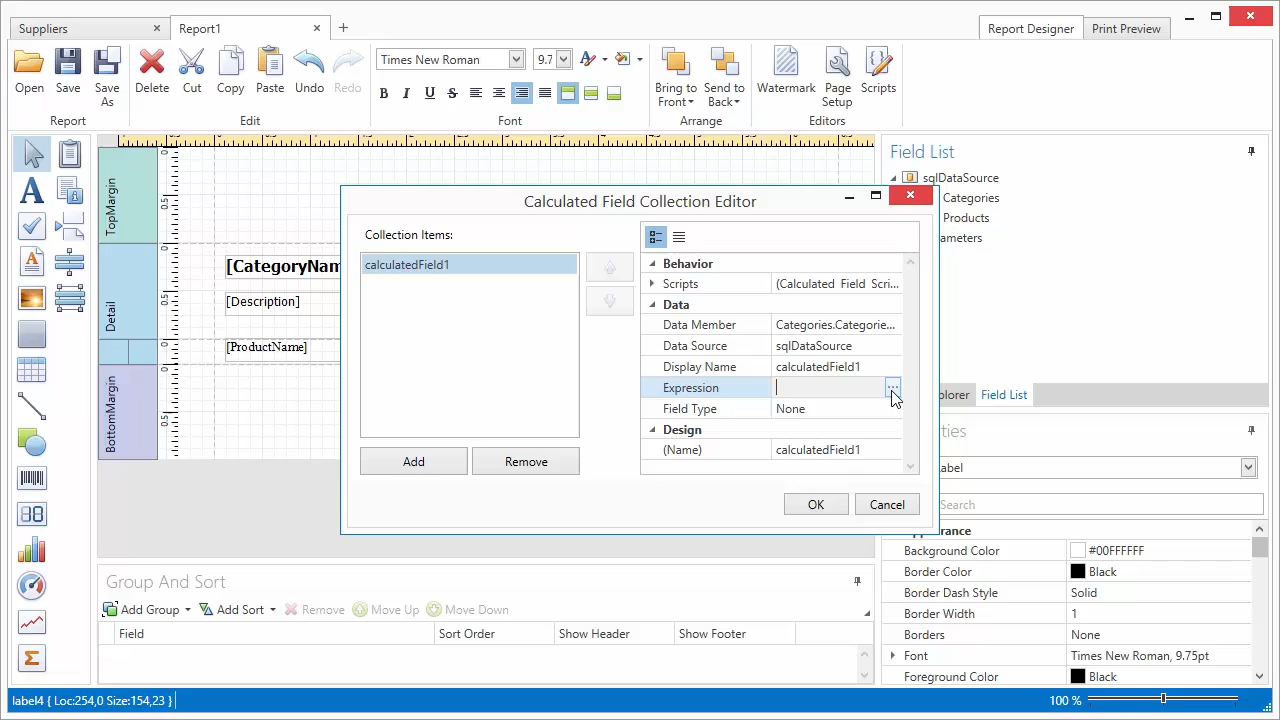 Suppliers
Report1
Report Designer
Print Preview
Open
Save
Save As
Delete
Cut
Copy
Paste
Undo
Redo
Times New Roman
9.7
B I U S
Bring to Front
Send to Back
Watermark
Page Setup
Scripts
Report
Edit
Font
Arrange
Editors
TopMargin
Detail
BottomMargin
[CategoryNam
[Description]
[ProductName]
Field List
sqlDataSource
Categories
Products
ameters
Calculated Field Collection Editor
Collection Items:
calculatedField1
Add
Remove
Behavior
Scripts (Calculated Field Scri...
Data
Data Member Categories.Categorie...
Data Source sqlDataSource
Display Name calculatedField1
Expression
Field Type None
Design
(Name) calculatedField1
OK
Cancel
plorer
Field List
ties
abel
Search
ppearance
Background Color #00FFFFFF
Border Color Black
Border Dash Style Solid
Border Width 1
Borders None
Font Times New Roman, 9.75pt
Foreground Color Black
Group And Sort
Add Group Add Sort Remove Move Up Move Down
Field Sort Order Show Header Show Footer
label4 { Loc:254,0 Size:154,23 }
100 %